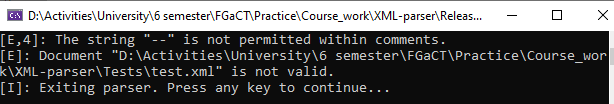 D:\Activities\University\6 semester\FGaCT\Practice\Course_work\XML-parser\Releas...
[E,4]: The string "--" is not permitted within comments.
[E]: Document "D:\Activities\University\6 semester\FGaCT\Practice\Course_wor
k\XML-parser\Tests\test.xml" is not valid.
[I]: Exiting parser. Press any key to continue...